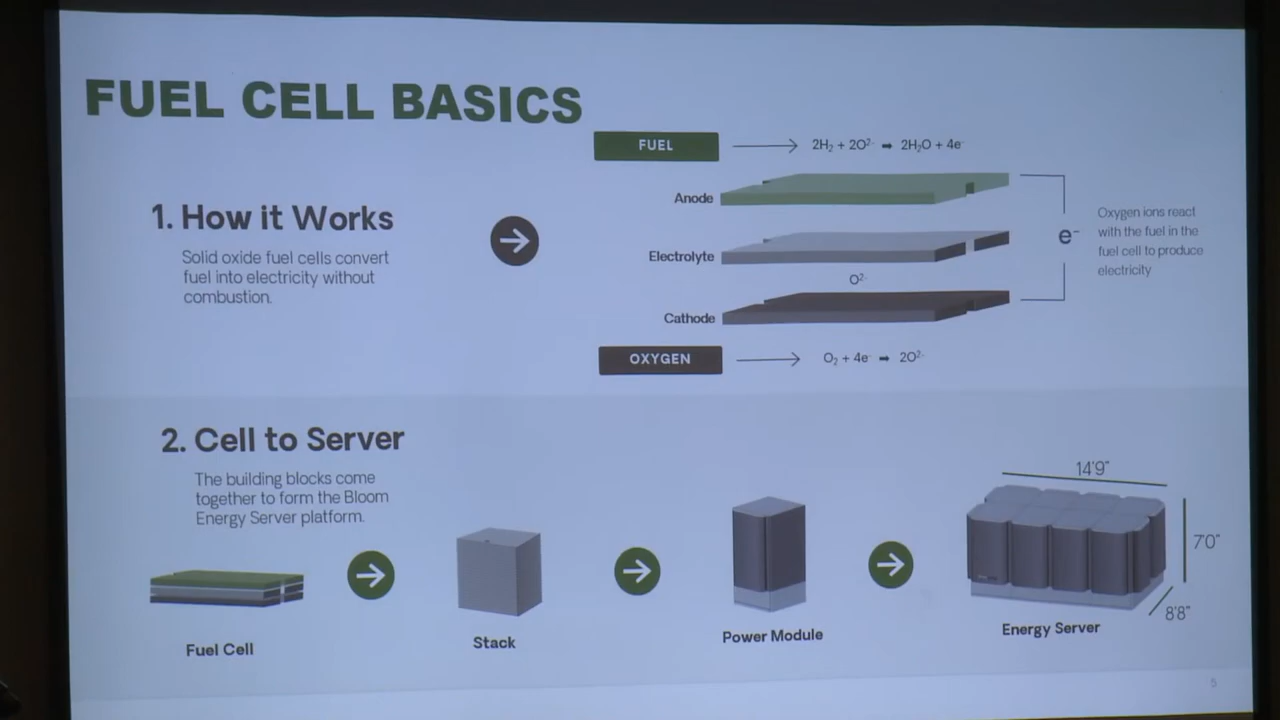 FUEL CELL BASICS
FUEL
2H₂ + 2O²⁻ ➡ 2H₂O + 4e⁻
1. How it Works
Solid oxide fuel cells convert
fuel into electricity without
combustion.
Anode
Electrolyte
O²⁻
Cathode
e⁻
Oxygen ions react
with the fuel in the
fuel cell to produce
electricity
OXYGEN
O₂ + 4e⁻ ➡ 2O²⁻
2. Cell to Server
The building blocks come
together to form the Bloom
Energy Server platform.
14'9"
7'0"
8'8"
Fuel Cell
Stack
Power Module
Energy Server
5